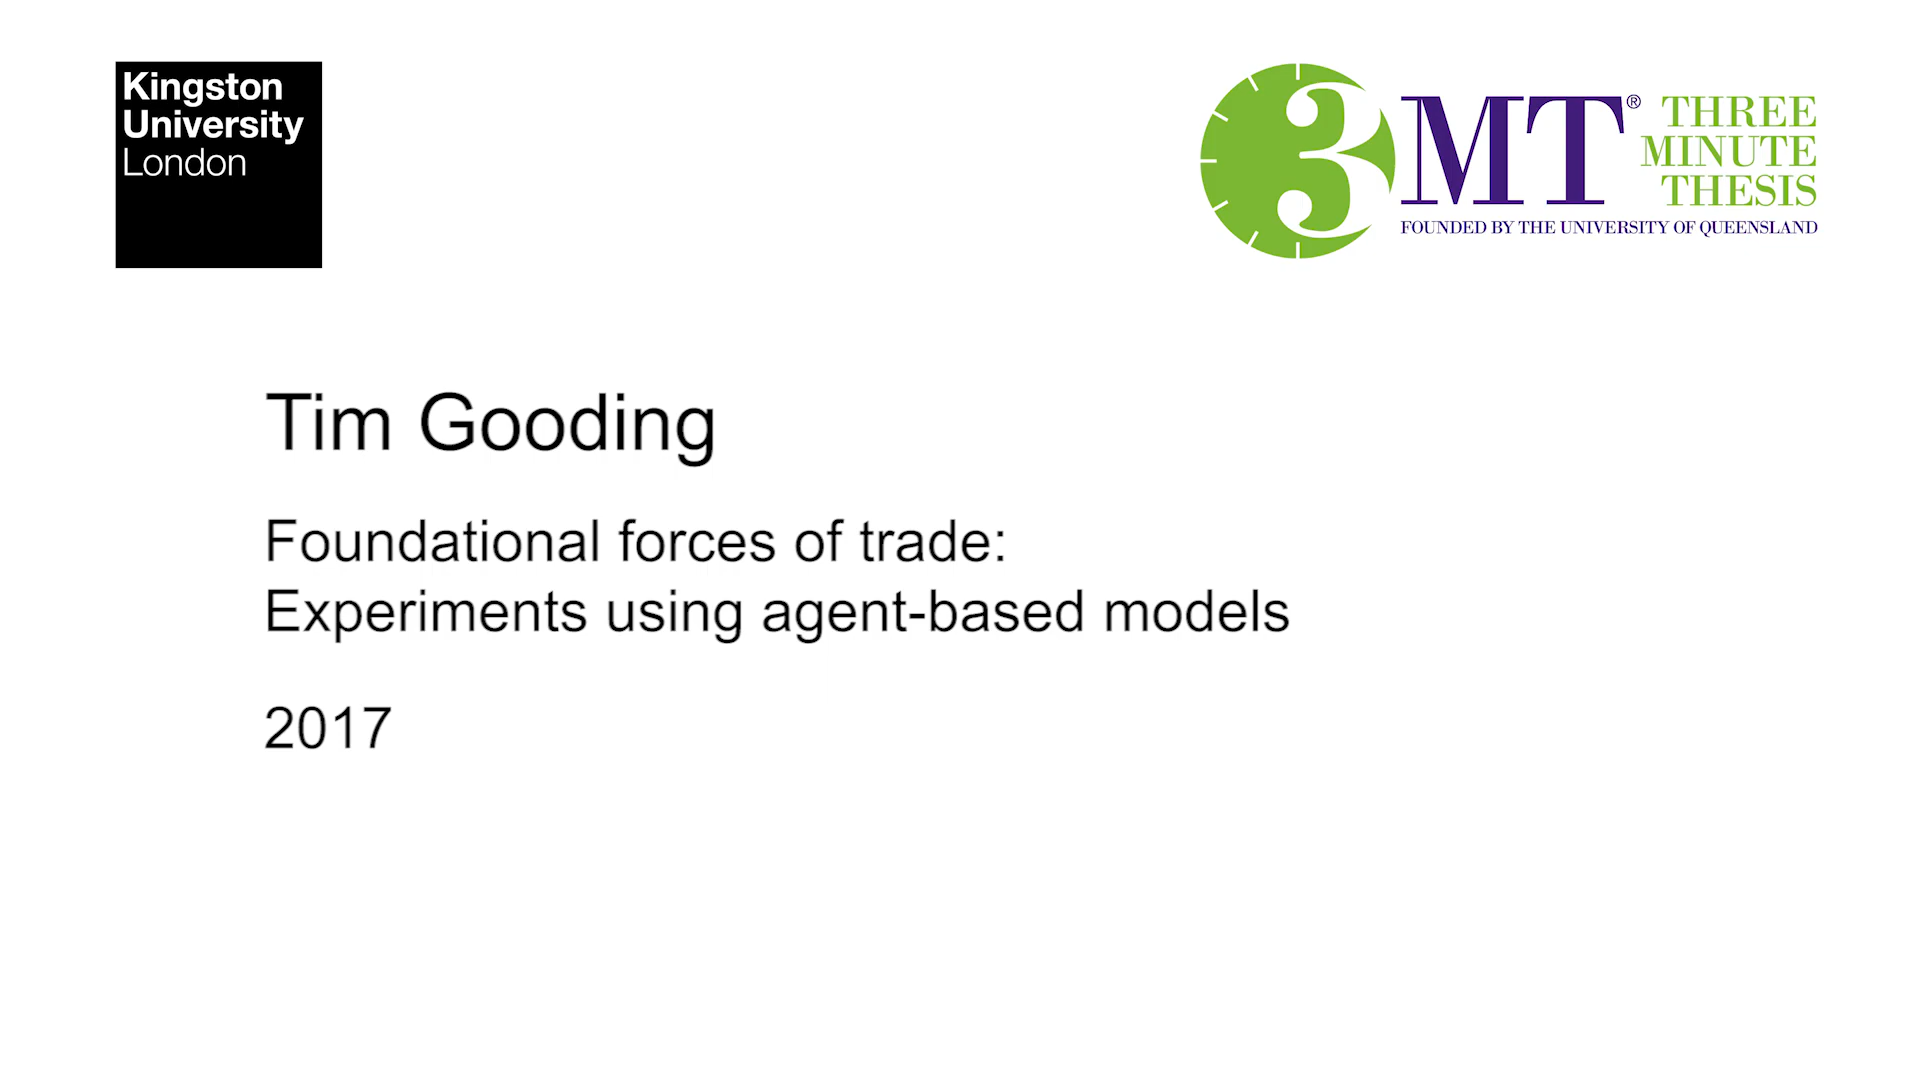 Kingston
University
London
3MT® THREE
MINUTE
THESIS
FOUNDED BY THE UNIVERSITY OF QUEENSLAND
Tim Gooding
Foundational forces of trade:
Experiments using agent-based models
2017